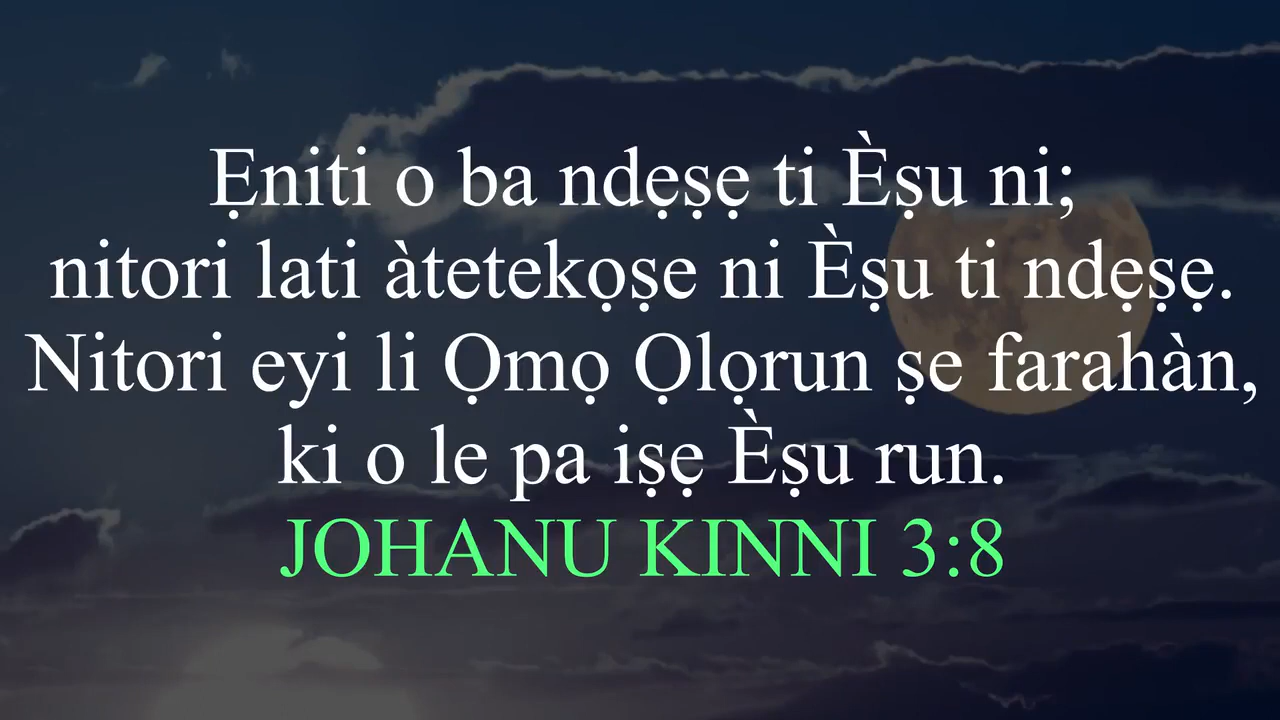 Ẹniti o ba ndẹṣẹ ti Èṣu ni;
nitori lati àtetekọṣe ni Èṣu ti ndẹṣẹ.
Nitori eyi li Ọmọ Ọlọrun ṣe farahàn,
ki o le pa iṣẹ Èṣu run.
JOHANU KINNI 3:8